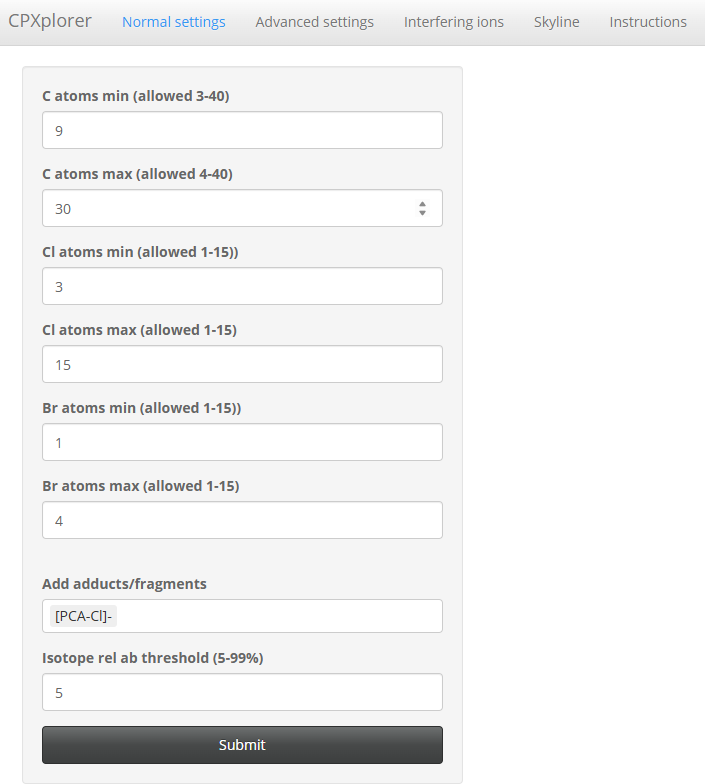 CPXplorer Normal settings Advanced settings Interfering ions Skyline Instructions
C atoms min (allowed 3-40)
9
C atoms max (allowed 4-40)
30
Cl atoms min (allowed 1-15))
3
Cl atoms max (allowed 1-15)
15
Br atoms min (allowed 1-15))
1
Br atoms max (allowed 1-15)
4
Add adducts/fragments
[PCA-Cl]-
Isotope rel ab threshold (5-99%)
5
Submit